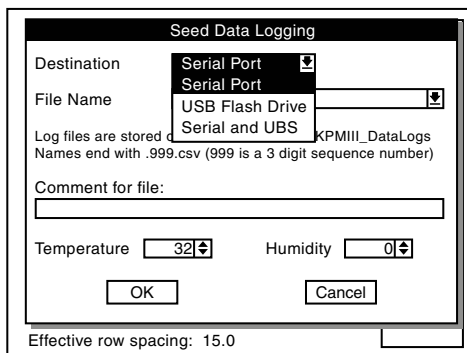 Seed Data Logging
Destination Serial Port
Serial Port
File Name
USB Flash Drive
Serial and UBS
Log files are stored KPMIII_DataLogs
Names end with .999.csv (999 is a 3 digit sequence number)
Comment for file:
Temperature 32 Humidity 0
OK Cancel
Effective row spacing: 15.0